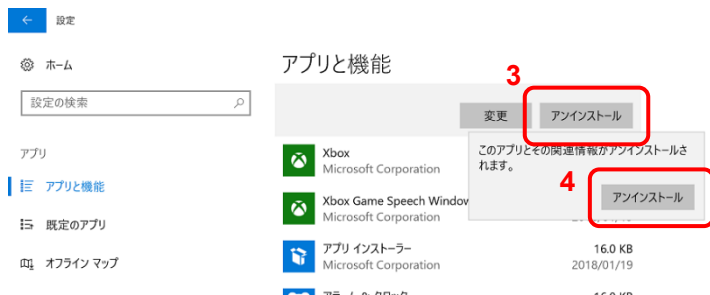 設定
ホーム
設定の検索
アプリ
アプリと機能
既定のアプリ
オフライン マップ
アプリと機能
3
変更 アンインストール
このアプリとその関連情報がアンインストールさ
れます。
4
アンインストール
Xbox
Microsoft Corporation
Xbox Game Speech Window
Microsoft Corporation
アプリ インストーラー 16.0 KB
Microsoft Corporation 2018/01/19